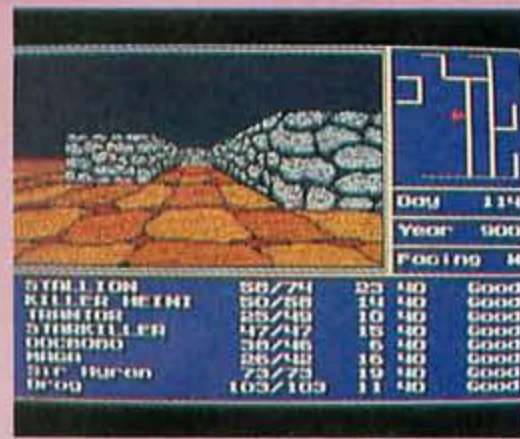 Day 114
Year 900
Facing W
STALLION 58/74 23 40 Good
KILLER HEINI 50/58 14 40 Good
TRANTOR 25/49 10 40 Good
STARKILLER 47/47 15 40 Good
DOCBOBO 38/46 6 40 Good
MAGA 26/42 16 40 Good
Sir Hyron 73/73 19 40 Good
Drog 103/103 11 40 Good